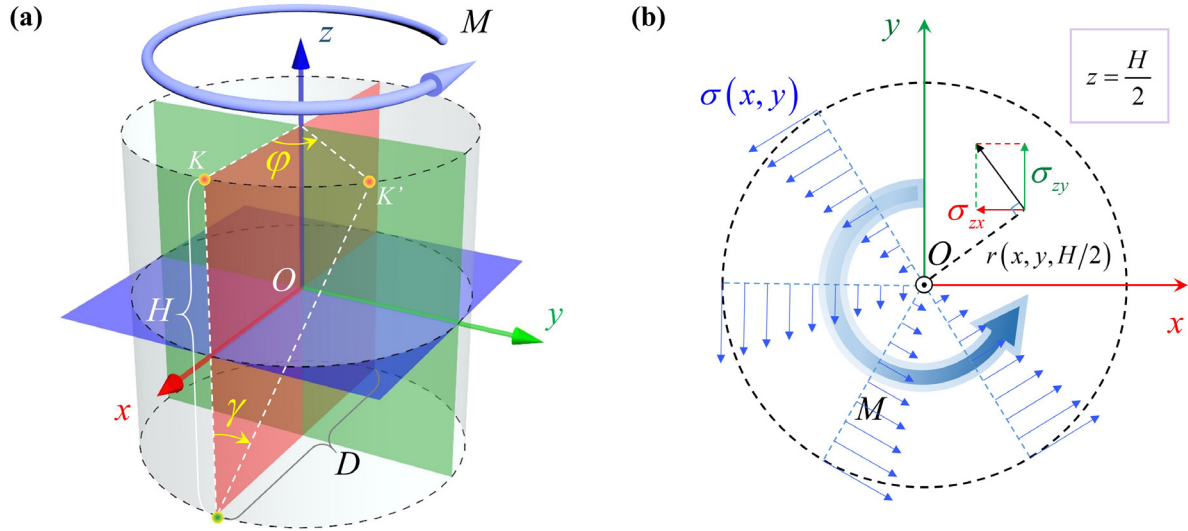 (a)
M
z
K
φ
K'
H
O
y
x
γ
D
(b)
y
z = H/2
σ(x, y)
σzy
σzx
O
r(x, y, H/2)
x
M